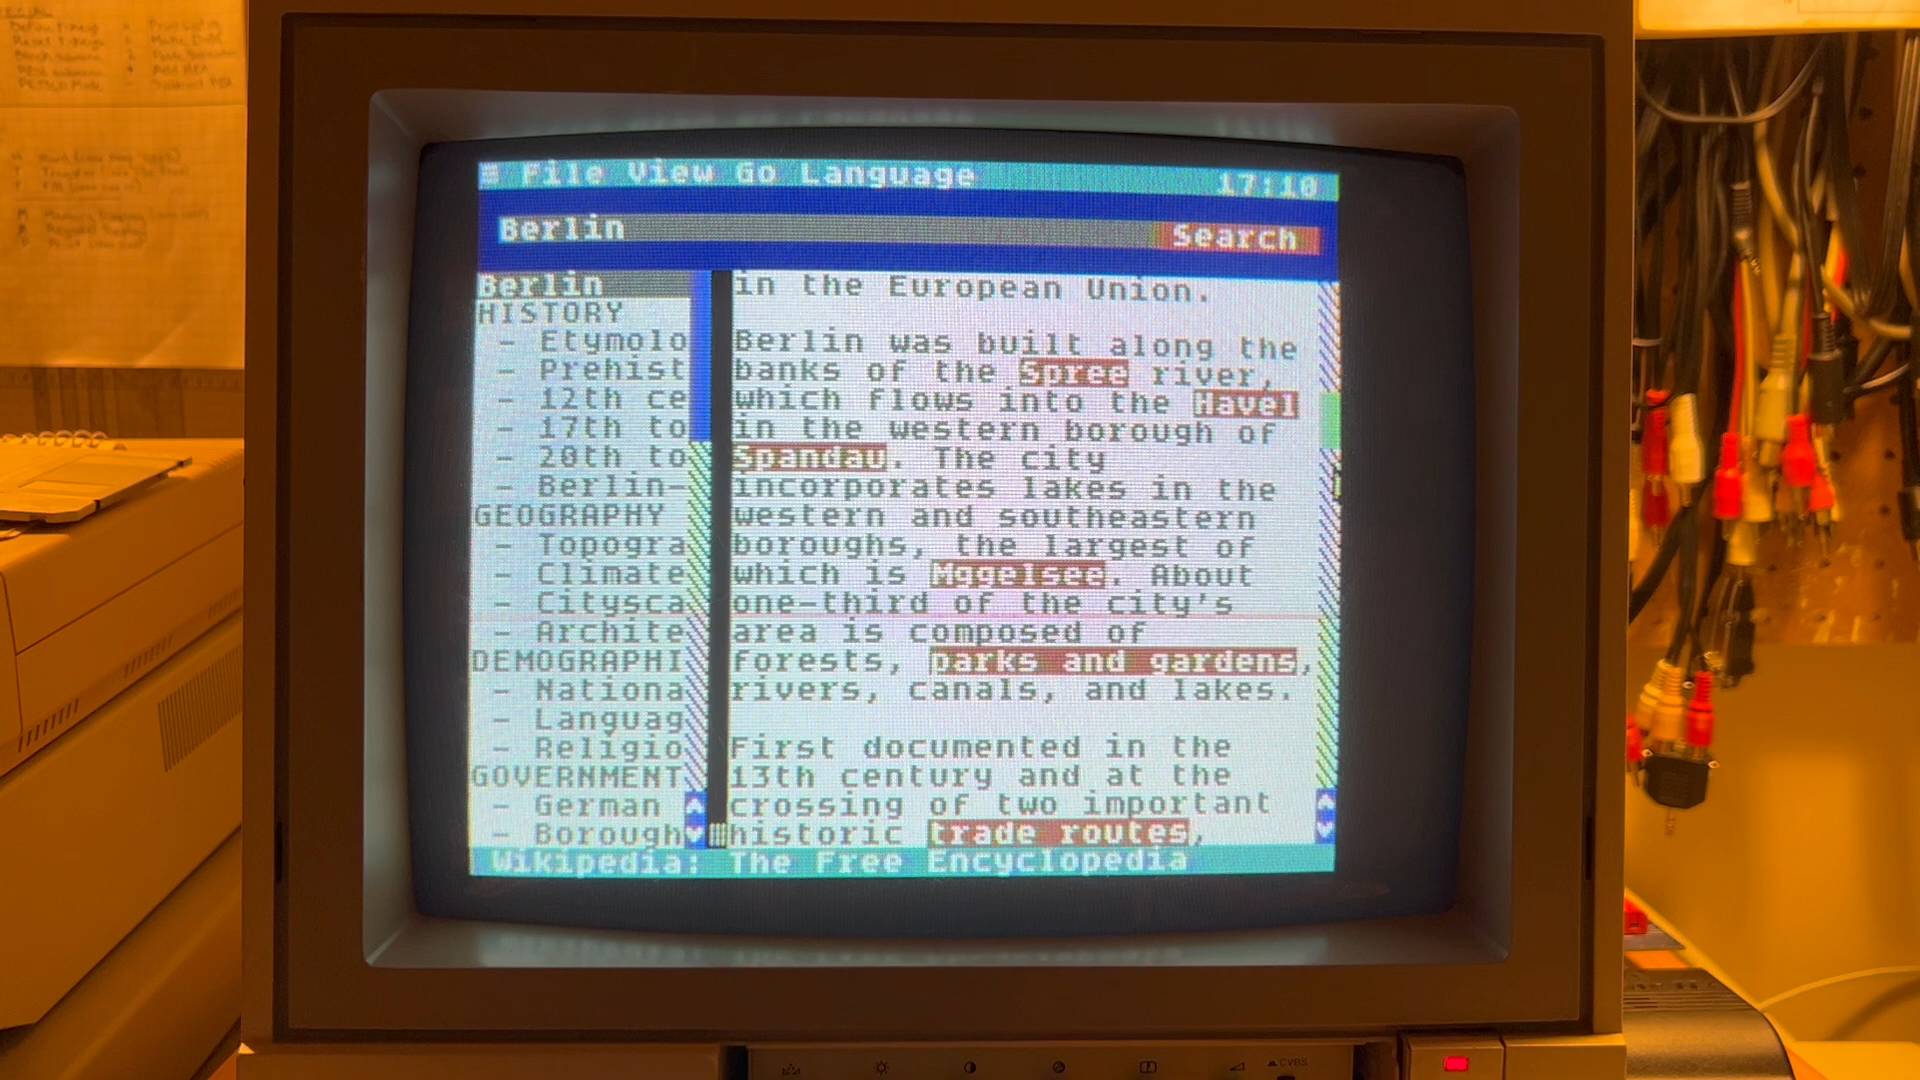 File View Go Language 17:10
Berlin Search
Berlin
HISTORY
- Etymolo
- Prehist
- 12th ce
- 17th to
- 20th to
- Berlin-
GEOGRAPHY
- Topogra
- Climate
- Citysca
- Archite
DEMOGRAPHI
- Nationa
- Languag
- Religio
GOVERNMENT
- German
- Borough
in the European Union.
Berlin was built along the
banks of the Spree river,
which flows into the Havel
in the western borough of
Spandau. The city
incorporates lakes in the
western and southeastern
boroughs, the largest of
which is Mggelsee. About
one-third of the city's
area is composed of
forests, parks and gardens,
rivers, canals, and lakes.
First documented in the
13th century and at the
crossing of two important
historic trade routes,
Wikipedia: The Free Encyclopedia
CVBS